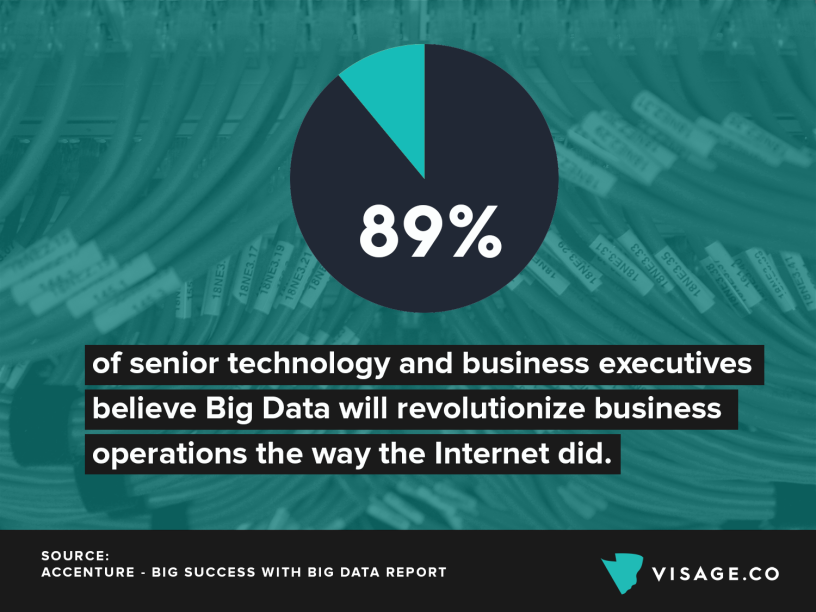 89%
of senior technology and business executives
believe Big Data will revolutionize business
operations the way the Internet did.
SOURCE:
ACCENTURE - BIG SUCCESS WITH BIG DATA REPORT
VISAGE.CO